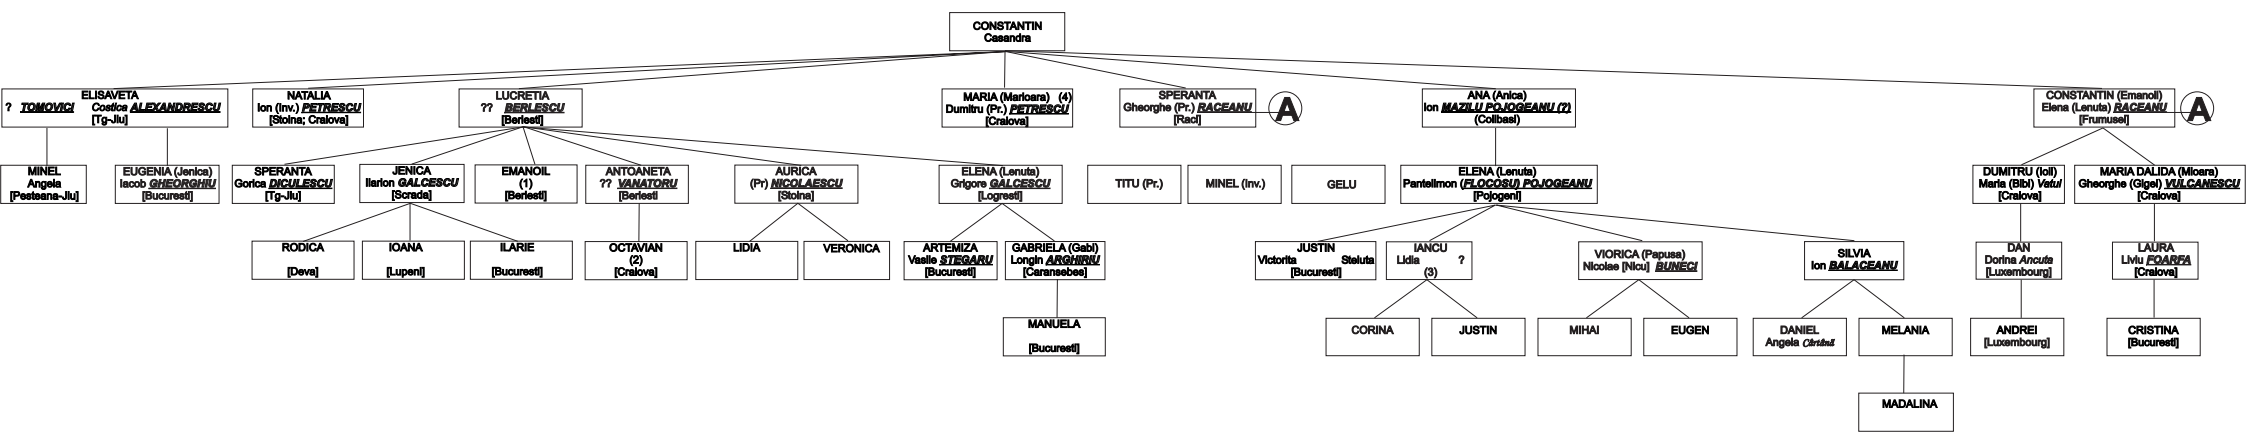 CONSTANTIN
Casandra
ELISAVETA
? TOMOVICI Costica ALEXANDRESCU
[Tg-Jiu]
NATALIA
Ion (Inv.) PETRESCU
[Stoina; Craiova]
LUCRETIA
?? BERLESCU
[Berlesti]
MARIA (Marioara) (4)
Dumitru (Pr.) PETRESCU
[Craiova]
SPERANTA
Gheorghe (Pr.) RACEANU
[Raci]
A
ANA (Anica)
Ion MAZILU POJOGEANU (?)
(Colibasi)
CONSTANTIN (Emanoil)
Elena (Lenuta) RACEANU
[Frumusei]
A
MINEL
Angela
[Pesteana-Jiu]
EUGENIA (Jenica)
Iacob GHEORGHIU
[Bucuresti]
SPERANTA
Gorica DICULESCU
[Tg-Jiu]
JENICA
Ilarion GALCESCU
[Scrada]
EMANOIL
(1)
[Berlesti]
ANTOANETA
?? VANATORU
[Berlesti
AURICA
(Pr) NICOLAESCU
[Stoina]
ELENA (Lenuta)
Grigore GALCESCU
[Logresti]
TITU (Pr.)
MINEL (Inv.)
GELU
ELENA (Lenuta)
Pantelimon (FLOCOSU) POJOGEANU
[Pojogeni]
DUMITRU (Ioil)
Maria (Bibi) Vatui
[Craiova]
MARIA DALIDA (Mioara)
Gheorghe (Gigel) VULCANESCU
[Craiova]
RODICA
[Deva]
IOANA
[Lupeni]
ILARIE
[Bucuresti]
OCTAVIAN
(2)
[Craiova]
LIDIA
VERONICA
ARTEMIZA
Vasile STEGARU
[Bucuresti]
GABRIELA (Gabi)
Longin ARGHIRIU
[Caransebes]
JUSTIN
Victorita Steluta
[Bucuresti]
IANCU
Lidia ?
(3)
VIORICA (Papusa)
Nicolae [Nicu] BUNECI
SILVIA
Ion BALACEANU
DAN
Dorina Ancuta
[Luxembourg]
LAURA
Liviu FOARFA
[Craiova]
MANUELA
[Bucuresti]
CORINA
JUSTIN
MIHAI
EUGEN
DANIEL
Angela Cârtână
MELANIA
ANDREI
[Luxembourg]
CRISTINA
[Bucuresti]
MADALINA